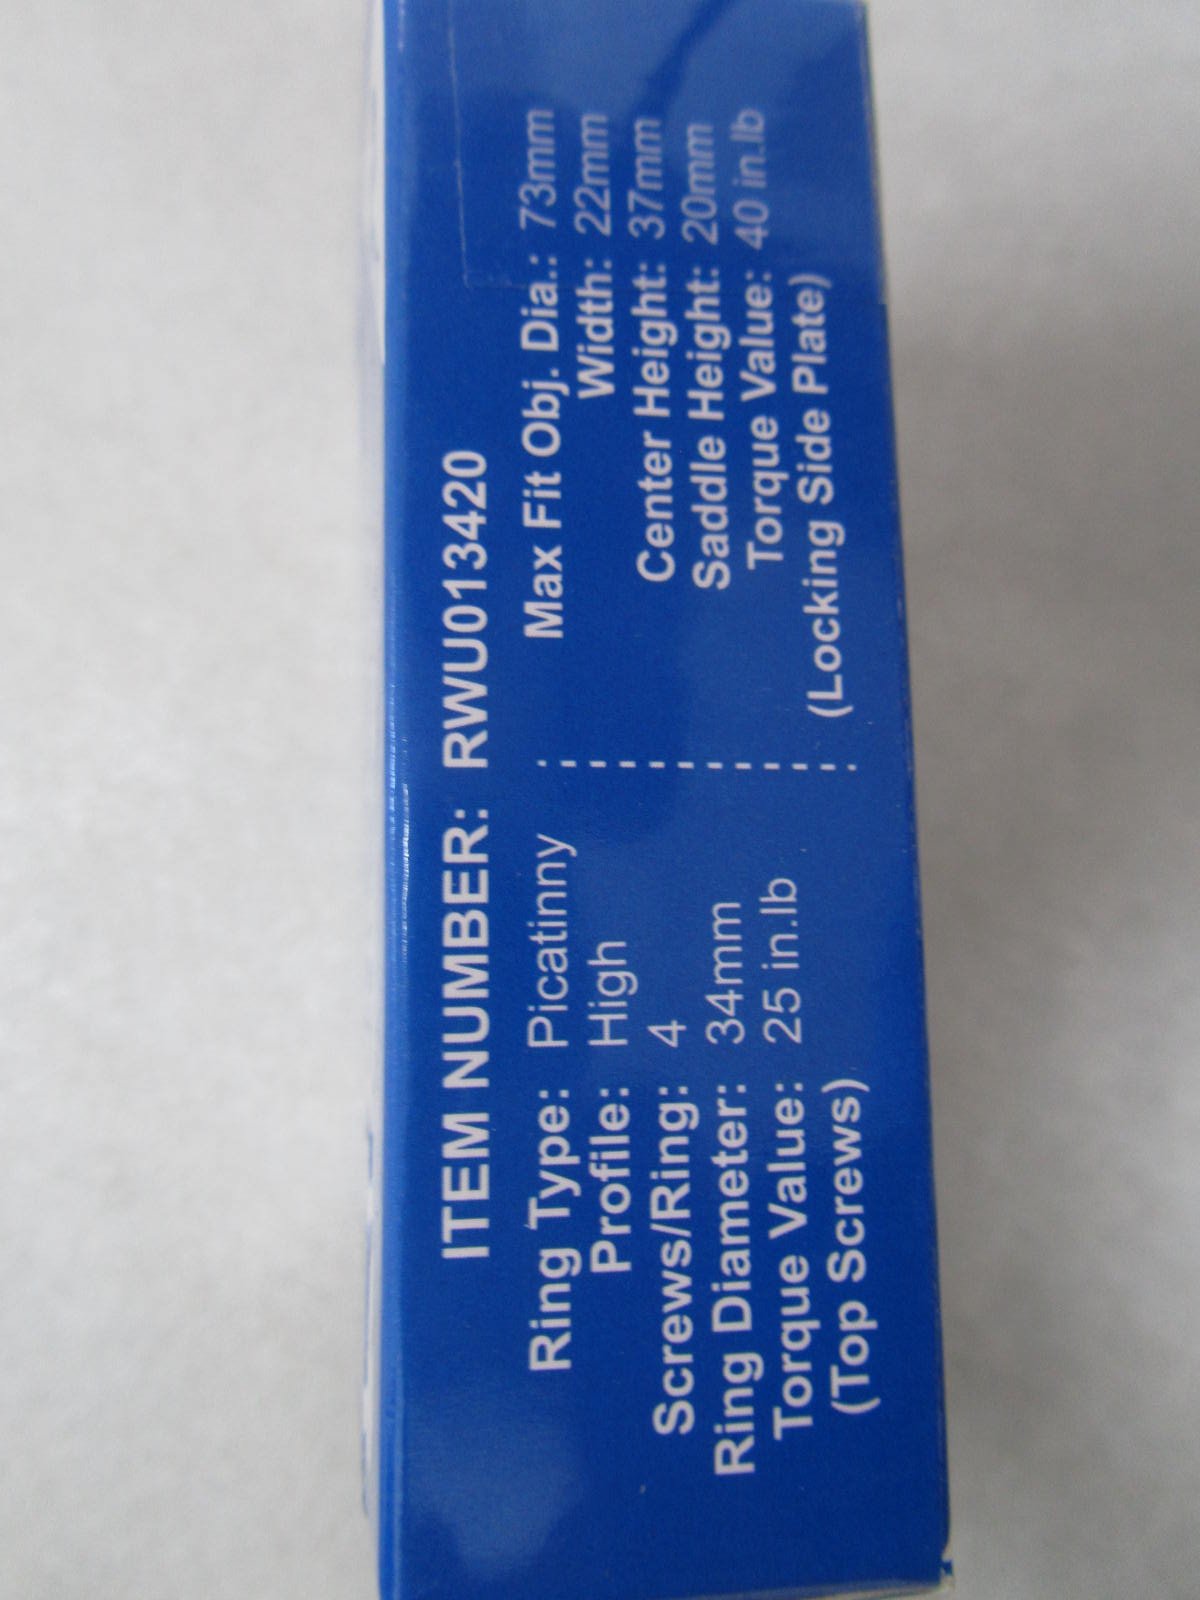 ITEM NUMBER: RWU013420
Ring Type: Picatinny
Profile: High
Screws/Ring: 4
Ring Diameter: 34mm
Torque Value: 25 in.lb
(Top Screws)
Max Fit Obj. Dia.: 73mm
Width: 22mm
Center Height: 37mm
Saddle Height: 20mm
Torque Value: 40 in.lb
(Locking Side Plate)